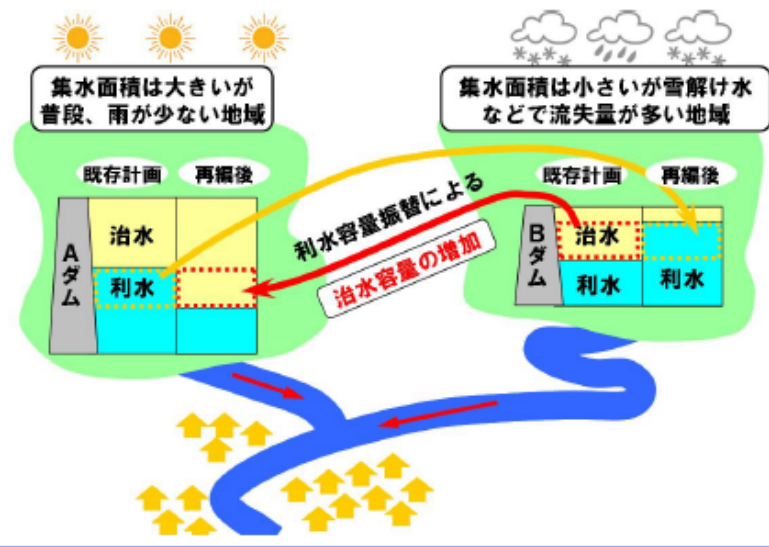 集水面積は大きいが
普段、雨が少ない地域
集水面積は小さいが雪解け水
などで流失量が多い地域
既存計画
再編後
既存計画
再編後
Aダム
治水
利水
利水容量振替による
治水容量の増加
Bダム
治水
利水
利水